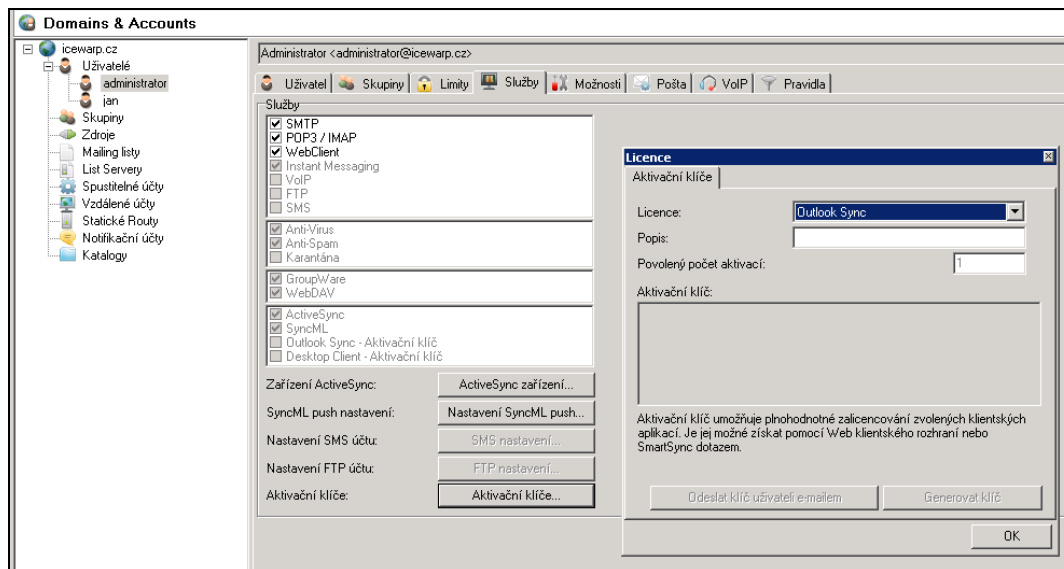 Domains & Accounts
icewarp.cz
Uživatelé
administrator
jan
Skupiny
Zdroje
Mailing listy
List Servery
Spustitelné účty
Vzdálené účty
Statické Routy
Notifikační účty
Katalogy
Administrator <administrator@icewarp.cz>
Uživatel Skupiny Limity Služby Možnosti Pošta VoIP Pravidla
Služby
SMTP
POP3 / IMAP
WebClient
Instant Messaging
VoIP
FTP
SMS
Anti-Virus
Anti-Spam
Karantána
GroupWare
WebDAV
ActiveSync
SyncML
Outlook Sync - Aktivační klíč
Desktop Client - Aktivační klíč
Zařízení ActiveSync: ActiveSync zařízení...
SyncML push nastavení: Nastavení SyncML push...
Nastavení SMS účtu: SMS nastavení...
Nastavení FTP účtu: FTP nastavení...
Aktivační klíče: Aktivační klíče...
Licence
Aktivační klíče
Licence: Outlook Sync
Popis:
Povolený počet aktivací: 1
Aktivační klíč:
Aktivační klíč umožňuje plnohodnotné zalicencování zvolených klientských
aplikací. Je jej možné získat pomocí Web klientského rozhraní nebo
SmartSync dotazem.
Odeslat klíč uživateli e-mailem Generovat klíč
OK